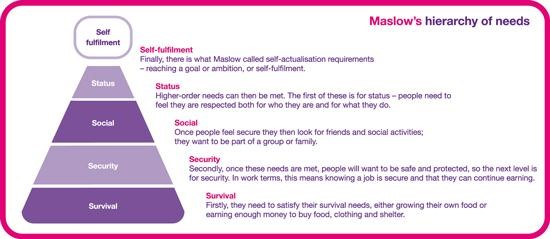 Maslow's hierarchy of needs
Self
fulfilment
Self-fulfilment
Finally, there is what Maslow called self-actualisation requirements
– reaching a goal or ambition, or self-fulfilment.
Status
Status
Higher-order needs can then be met. The first of these is for status – people need to
feel they are respected both for who they are and for what they do.
Social
Social
Once people feel secure they then look for friends and social activities;
they want to be part of a group or family.
Security
Security
Secondly, once these needs are met, people will want to be safe and protected, so the next level is
for security. In work terms, this means knowing a job is secure and that they can continue earning.
Survival
Survival
Firstly, they need to satisfy their survival needs, either growing their own food or
earning enough money to buy food, clothing and shelter.